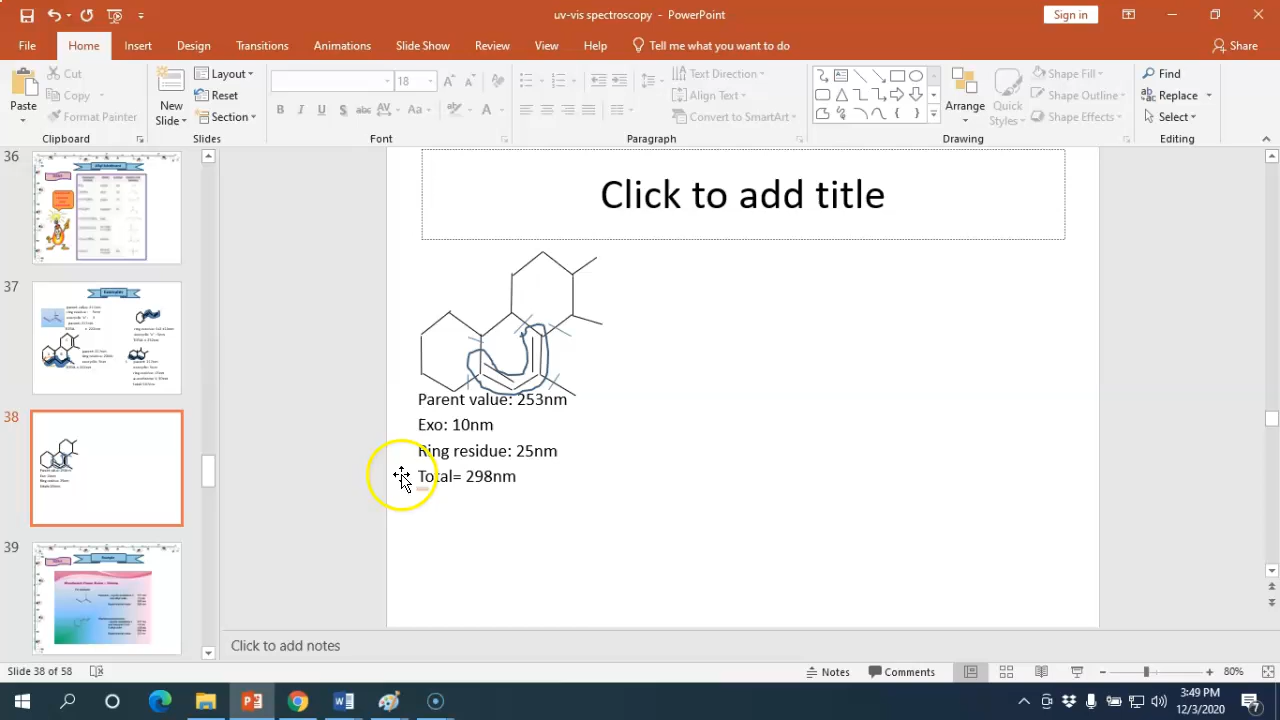 uv-vis spectroscopy - PowerPoint
Sign in
File Home Insert Design Transitions Animations Slide Show Review View Help Tell me what you want to do Share
Paste
Cut
Copy
Format Painter
Clipboard
New Slide
Layout
Reset
Section
Slides
18
B I U S abc AV Aa
A
Font
Text Direction
Align Text
Convert to SmartArt
Paragraph
Arrange
Quick Styles
Shape Fill
Shape Outline
Shape Effects
Drawing
Find
Replace
Select
Editing
36
37
38
39
Click to add title
Parent value: 253nm
Exo: 10nm
Ring residue: 25nm
Total= 298nm
Click to add notes
Slide 38 of 58
Notes
Comments
80%
3:49 PM
12/3/2020
7